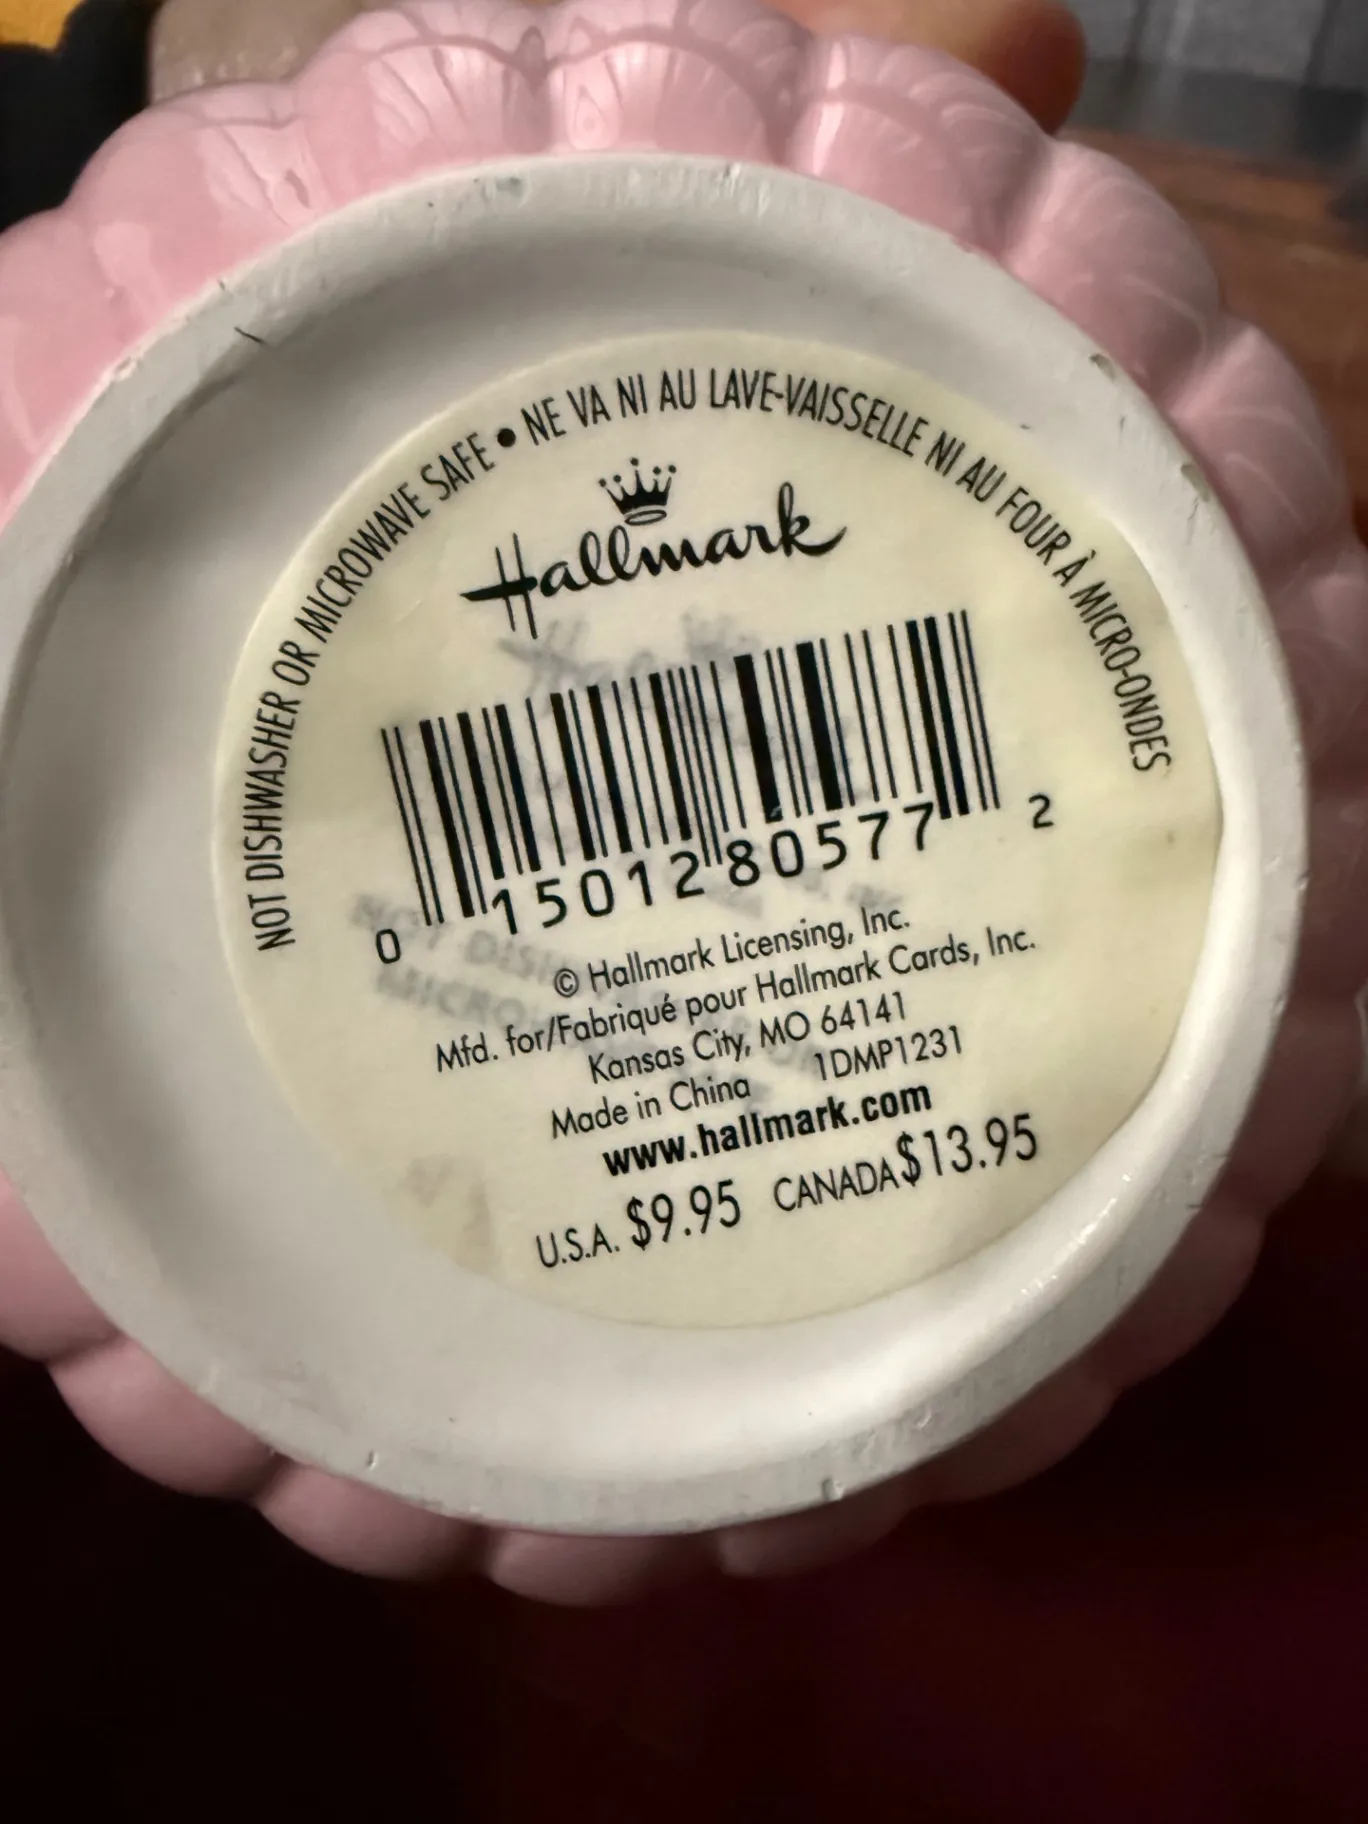 NOT DISHWASHER OR MICROWAVE SAFE • NE VA NI AU LAVE-VAISSELLE NI AU FOUR À MICRO-ONDES
Hallmark
0 15012 80577 2
© Hallmark Licensing, Inc.
Mfd. for/Fabriqué pour Hallmark Cards, Inc.
Kansas City, MO 64141
Made in China 1DMP1231
www.hallmark.com
U.S.A. $9.95 CANADA $13.95